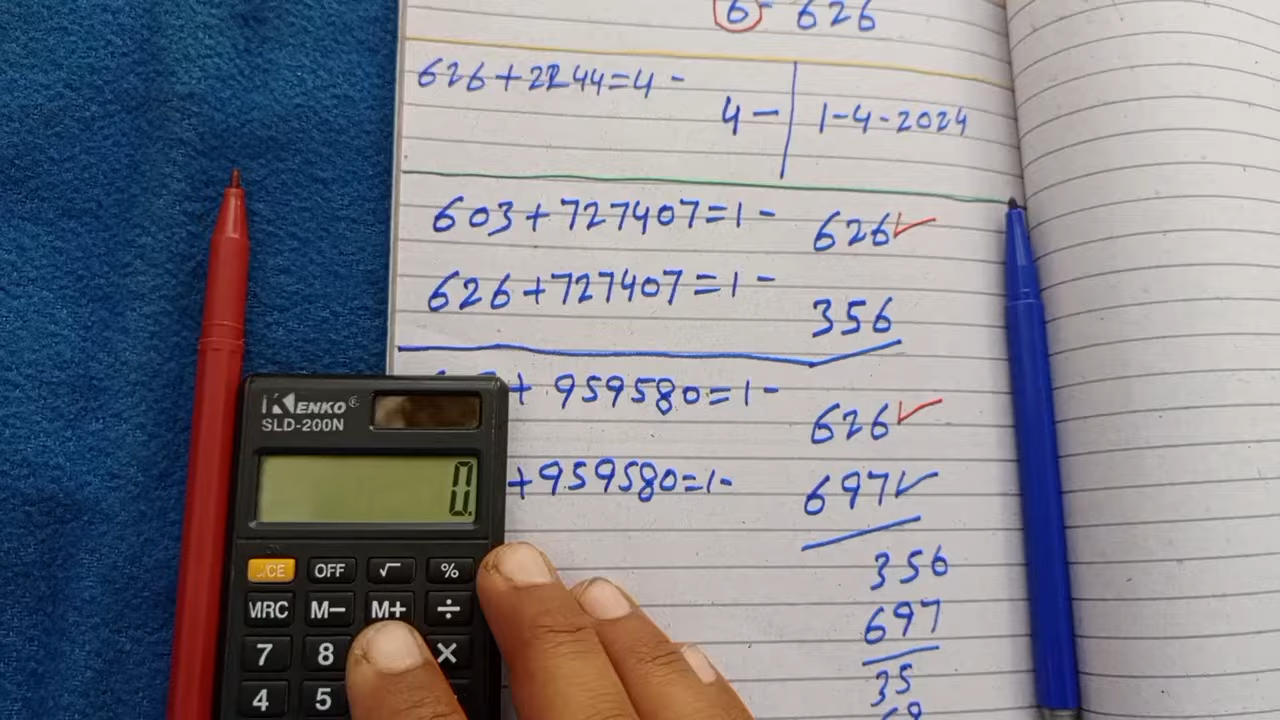 6 - 626
626+2244=4 -
4 - 1-4-2024
603+727407=1 - 626✓
626+727407=1 - 356
+ 959580=1 - 626✓
+959580=1- 697✓
356
697
35
KENKO®
SLD-200N
0.
/CE OFF √ %
MRC M− M+ ÷
7 8 X
4 5